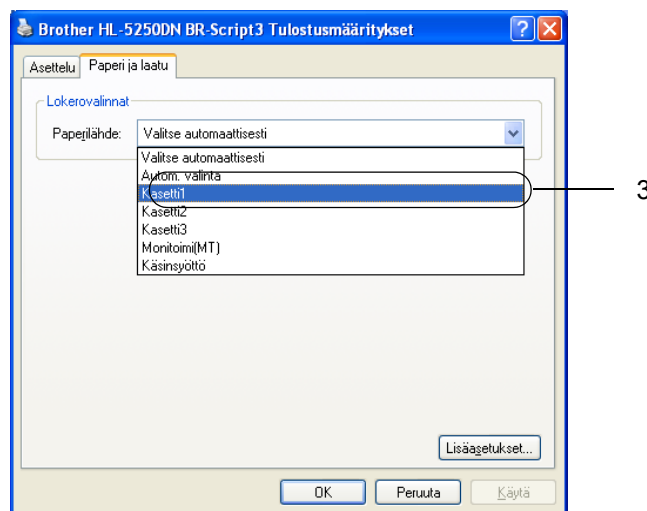 Brother HL-5250DN BR-Script3 Tulostusmääritykset
Asettelu Paperi ja laatu
Lokerovalinnat
Paperilähde: Valitse automaattisesti
Valitse automaattisesti
Autom. valinta
Kasetti1
3
Kasetti2
Kasetti3
Monitoimi(MT)
Käsinsyöttö
Lisäasetukset...
OK Peruuta Käytä